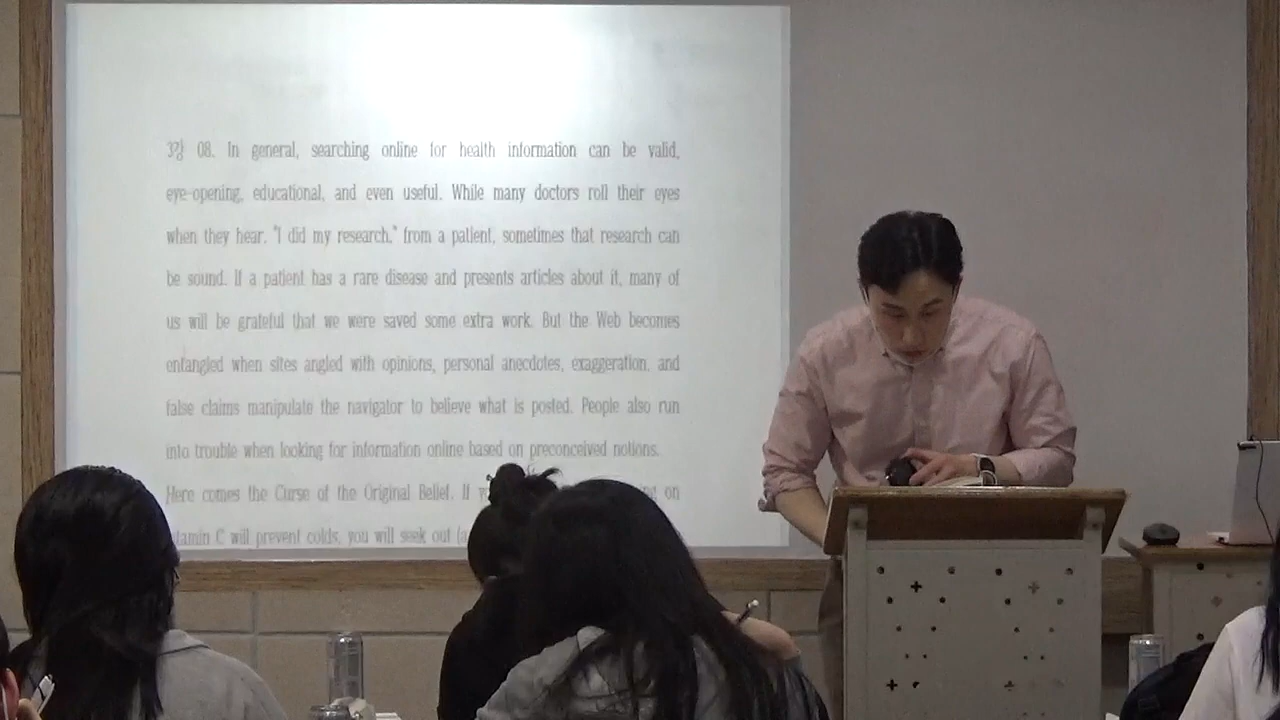 3강 08. In general, searching online for health information can be valid,
eye-opening, educational, and even useful. While many doctors roll their eyes
when they hear, "I did my research," from a patient, sometimes that research can
be sound. If a patient has a rare disease and presents articles about it, many of
us will be grateful that we were saved some extra work. But the Web becomes
entangled when sites angled with opinions, personal anecdotes, exaggeration, and
false claims manipulate the navigator to believe what is posted. People also run
into trouble when looking for information online based on preconceived notions.
Here comes the Curse of the Original Belief. If on
C will prevent colds, you will seek out